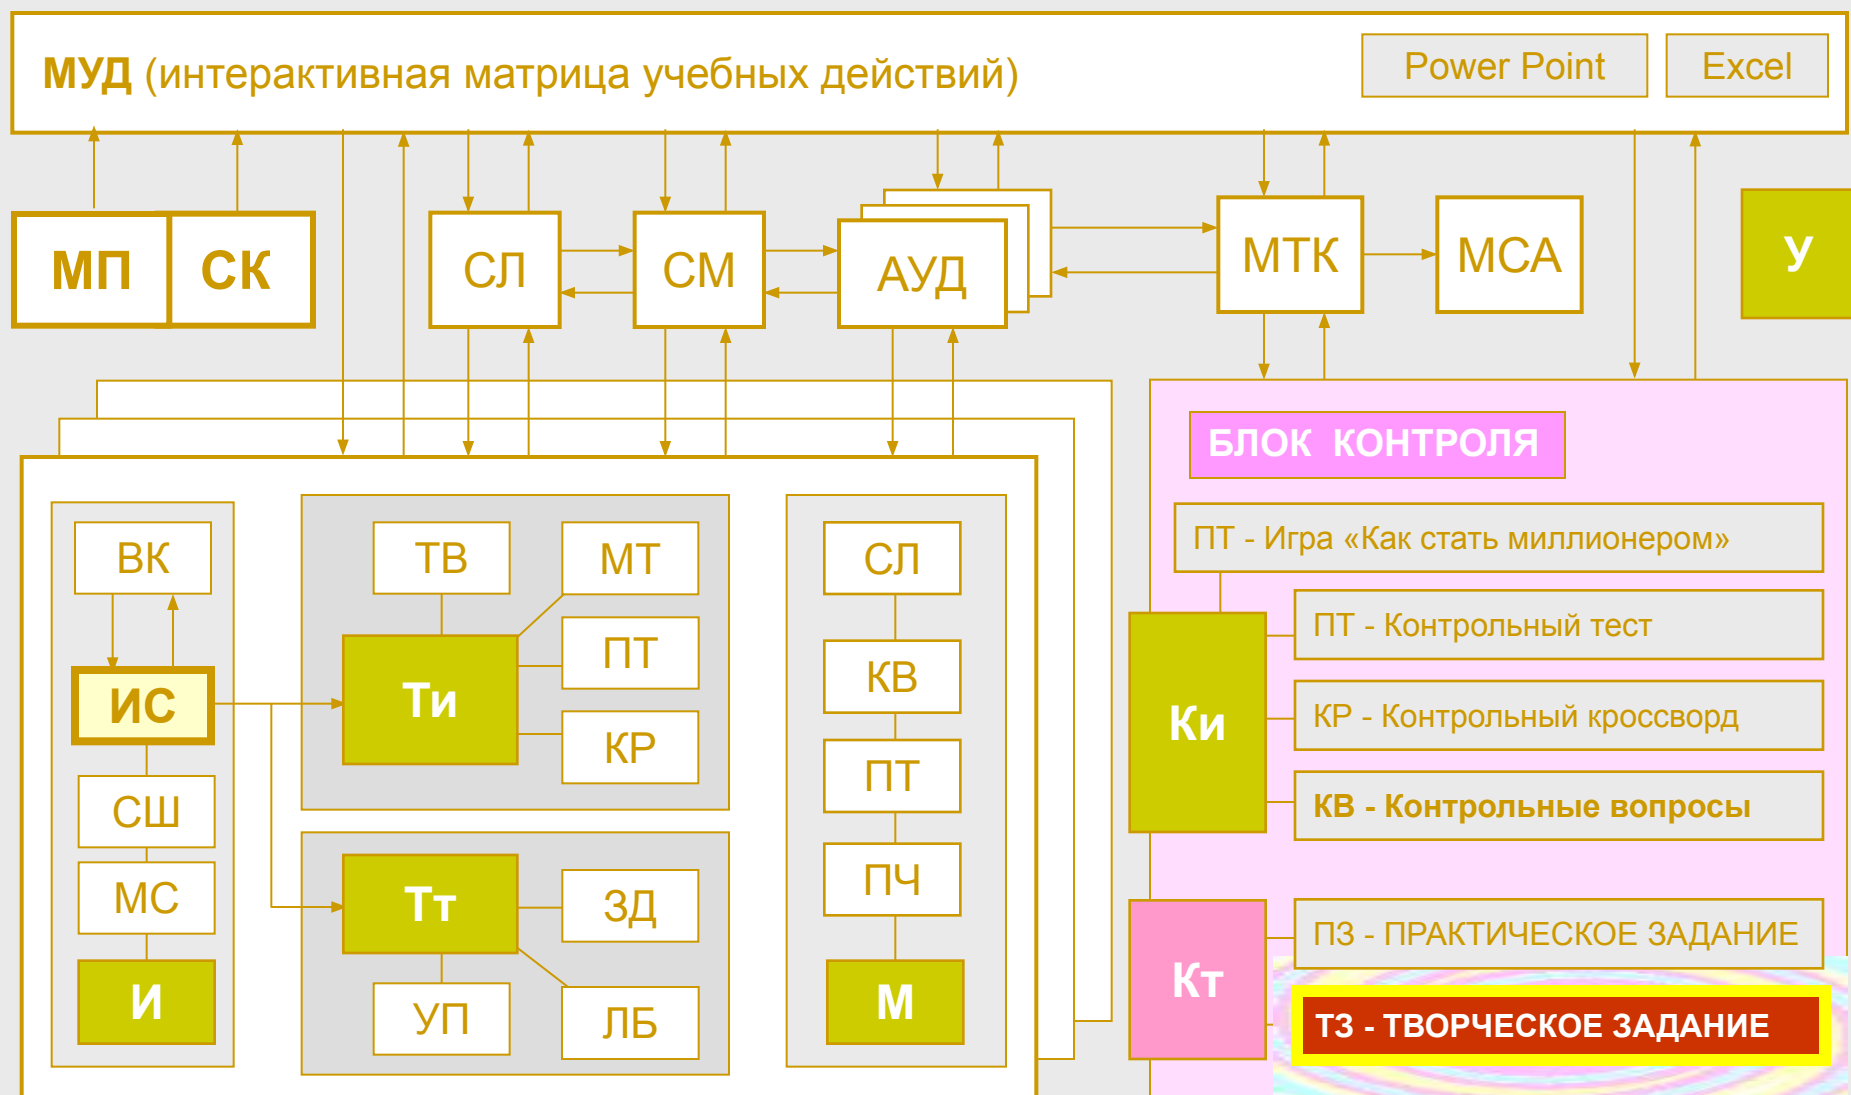 МУД (интерактивная матрица учебных действий)
Power Point
Excel
МП
СК
СЛ
СМ
АУД
МТК
МСА
У
БЛОК КОНТРОЛЯ
ВК
ИС
СШ
МС
И
ТВ
МТ
ПТ
КР
Ти
Тт
ЗД
УП
ЛБ
СЛ
КВ
ПТ
ПЧ
М
ПТ - Игра «Как стать миллионером»
Ки
ПТ - Контрольный тест
КР - Контрольный кроссворд
КВ - Контрольные вопросы
Кт
ПЗ - ПРАКТИЧЕСКОЕ ЗАДАНИЕ
ТЗ - ТВОРЧЕСКОЕ ЗАДАНИЕ